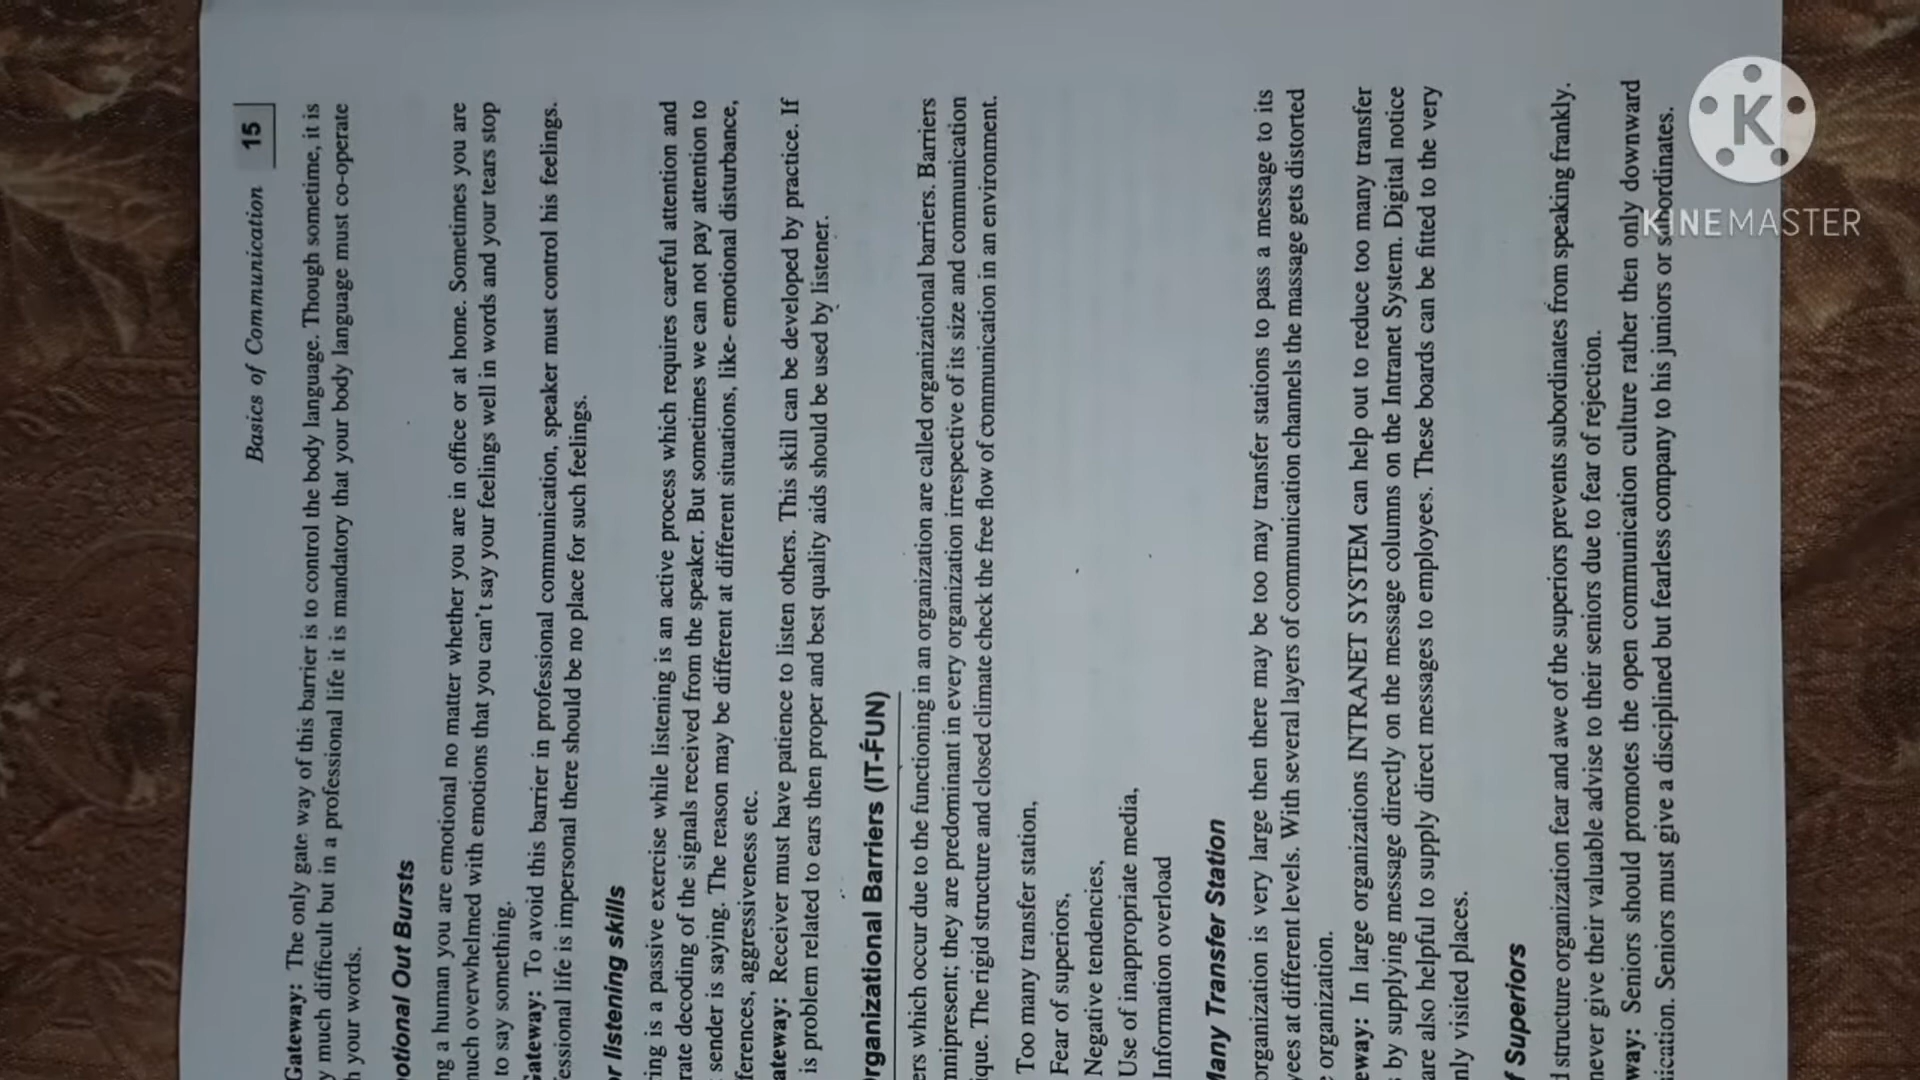 Basics of Communication 15
Gateway: The only gate way of this barrier is to control the body language. Though sometime, it is
much difficult but in a professional life it is mandatory that your body language must co-operate
your words.
Out Bursts
a human you are emotional no matter whether you are in office or at home. Sometimes you are
overwhelmed with emotions that you can't say your feelings well in words and your tears stop
to say something.
To avoid this barrier in professional communication, speaker must control his feelings.
life is impersonal there should be no place for such feelings.
listening skills
is a passive exercise while listening is an active process which requires careful attention and
decoding of the signals received from the speaker. But sometimes we can not pay attention to
sender is saying. The reason may be different at different situations, like- emotional disturbance,
aggressiveness etc.
Receiver must have patience to listen others. This skill can be developed by practice. If
is problem related to ears then proper and best quality aids should be used by listener.
Barriers (IT-FUN)
which occur due to the functioning in an organization are called organizational barriers. Barriers
they are predominant in every organization irrespective of its size and communication
The rigid structure and closed climate check the free flow of communication in an environment.
Too many transfer station,
Fear of superiors,
Negative tendencies,
Use of inappropriate media,
Information overload
Many Transfer Station
organization is very large then there may be too may transfer stations to pass a message to its
at different levels. With several layers of communication channels the massage gets distorted
organization.
In large organizations INTRANET SYSTEM can help out to reduce too many transfer
by supplying message directly on the message columns on the Intranet System. Digital notice
are also helpful to supply direct messages to employees. These boards can be fitted to the very
visited places.
Superiors
structure organization fear and awe of the superiors prevents subordinates from speaking frankly.
never give their valuable advise to their seniors due to fear of rejection.
Seniors should promotes the open communication culture rather then only downward
Seniors must give a disciplined but fearless company to his juniors or
K
KINEMASTER